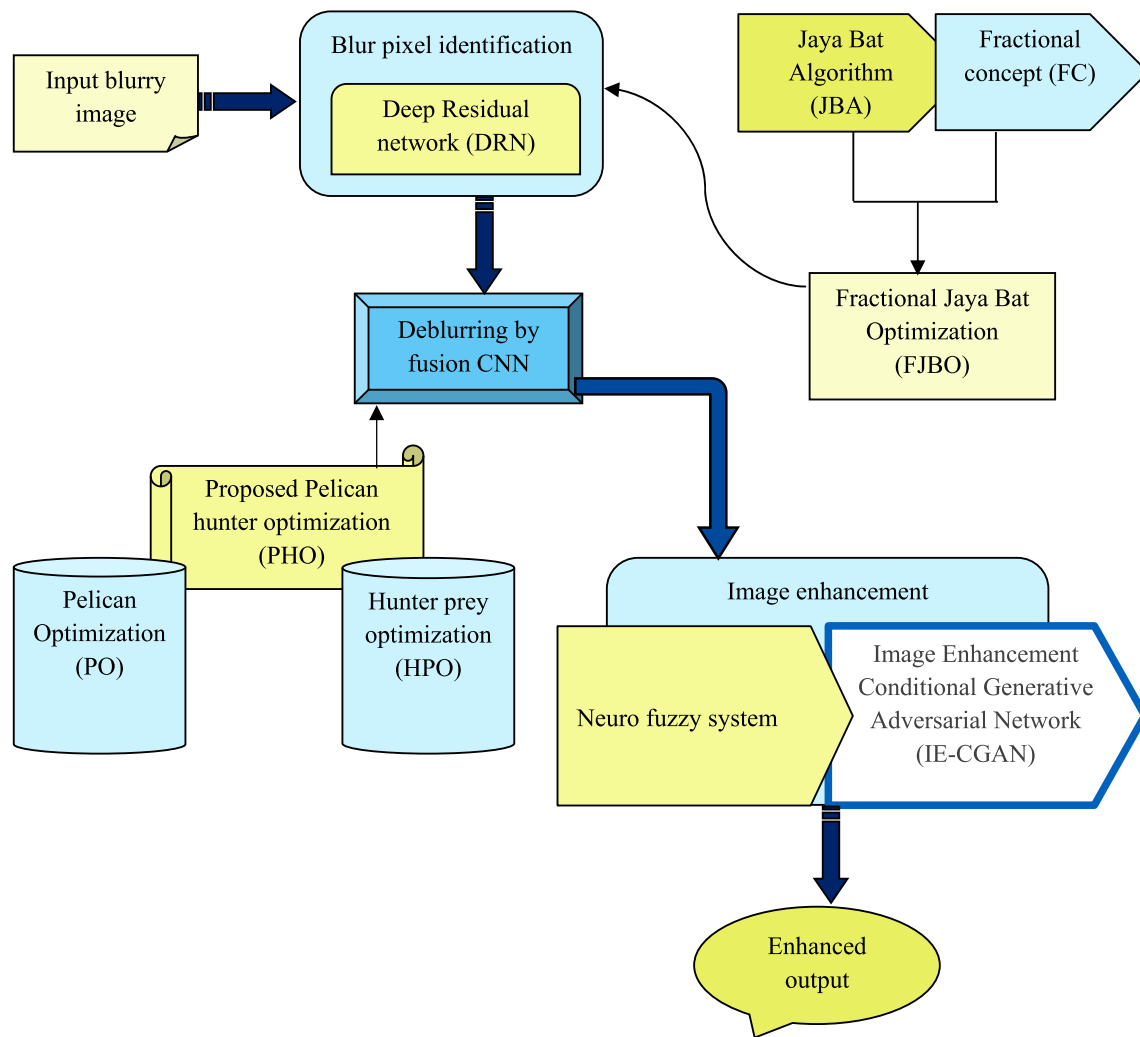 Input blurry
image
Blur pixel identification
Deep Residual
network (DRN)
Jaya Bat
Algorithm
(JBA)
Fractional
concept (FC)
Fractional Jaya Bat
Optimization
(FJBO)
Deblurring by
fusion CNN
Proposed Pelican
hunter optimization
(PHO)
Pelican
Optimization
(PO)
Hunter prey
optimization
(HPO)
Image enhancement
Neuro fuzzy system
Image Enhancement
Conditional Generative
Adversarial Network
(IE-CGAN)
Enhanced
output